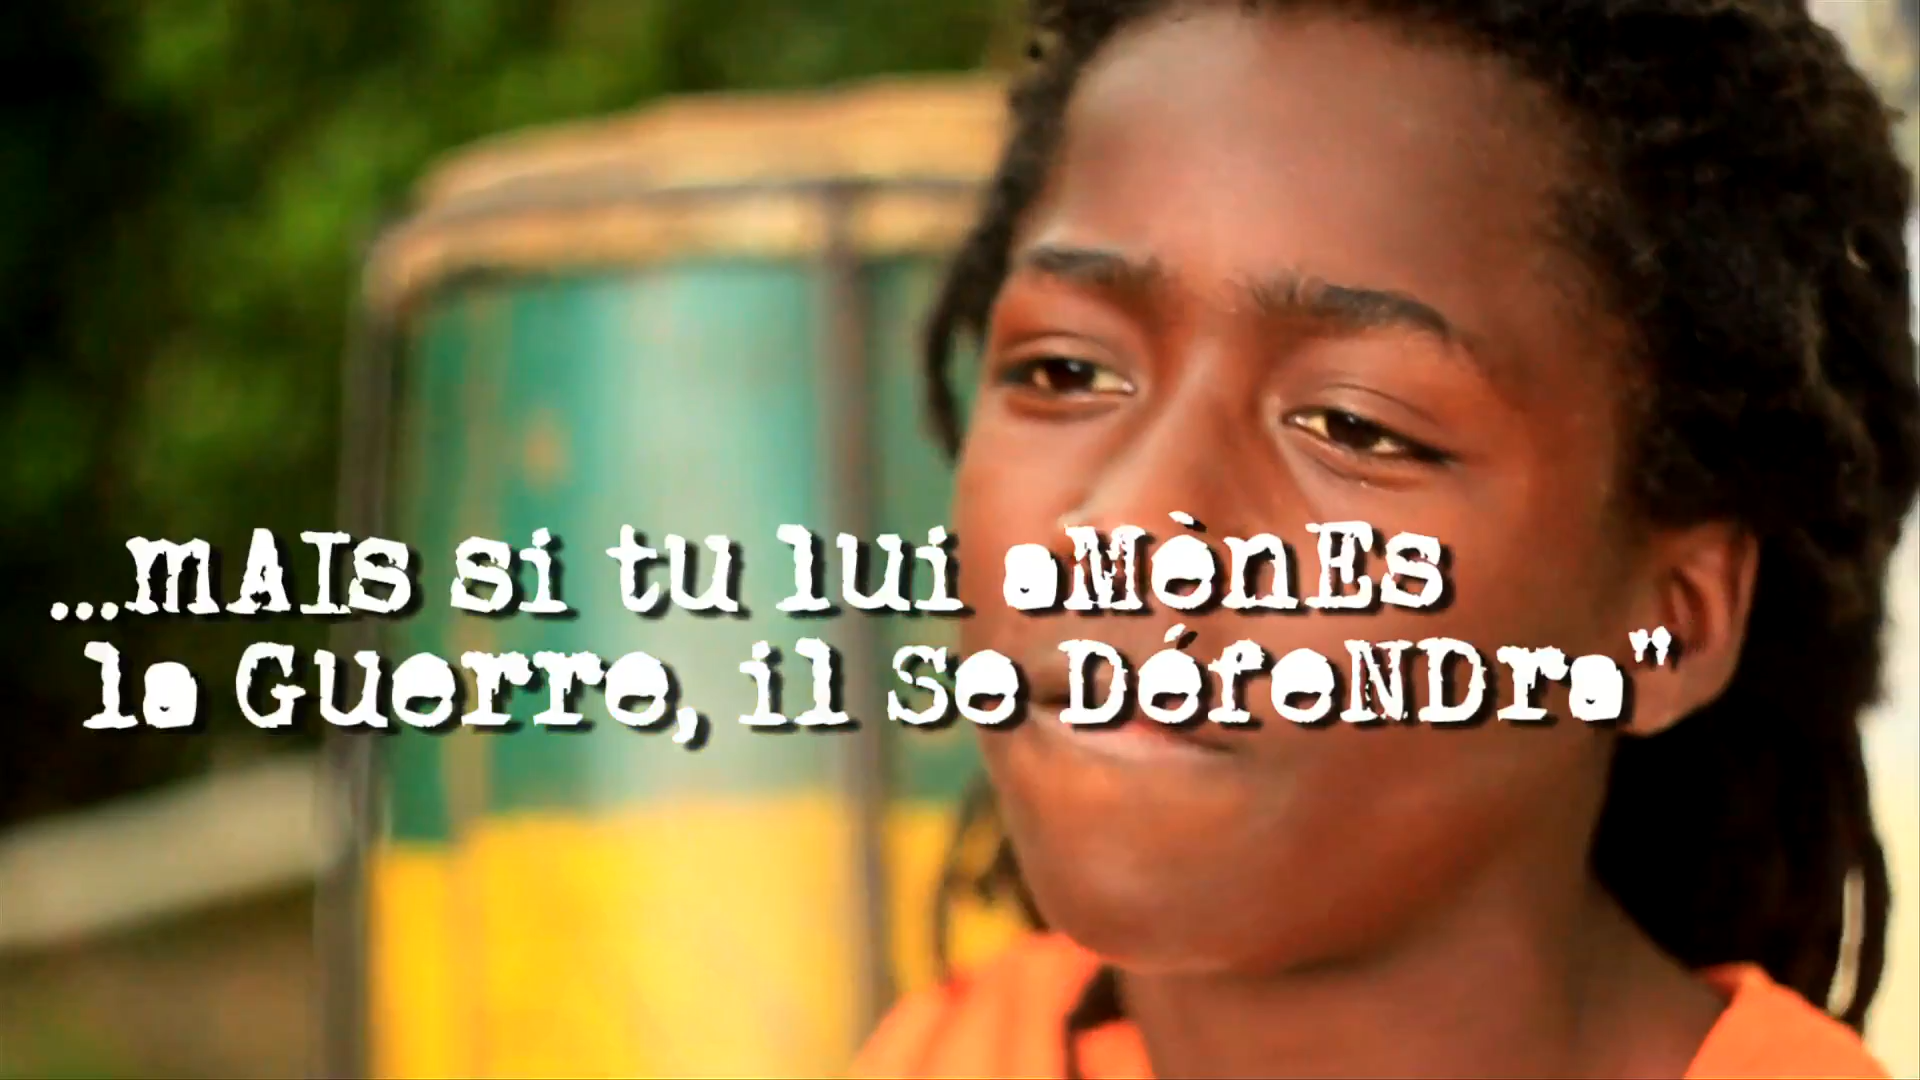 ...mAIs si tu lui aMènEs
la Guerre, il Se DéfeNDra"